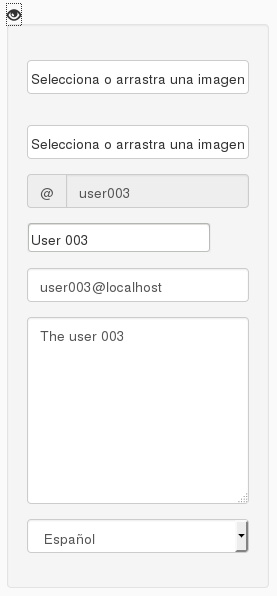 Selecciona o arrastra una imagen
Selecciona o arrastra una imagen
@ user003
User 003
user003@localhost
The user 003
Español